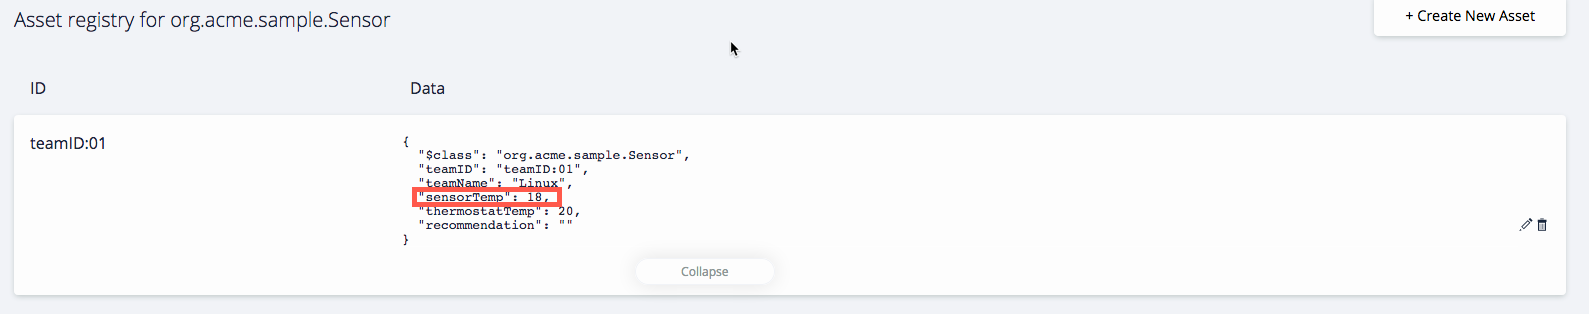 Asset registry for org.acme.sample.Sensor
+ Create New Asset
ID
Data
teamID:01
{
"$class": "org.acme.sample.Sensor",
"teamID": "teamID:01",
"teamName": "Linux",
"sensorTemp": 18,
"thermostatTemp": 20,
"recommendation": ""
}
Collapse